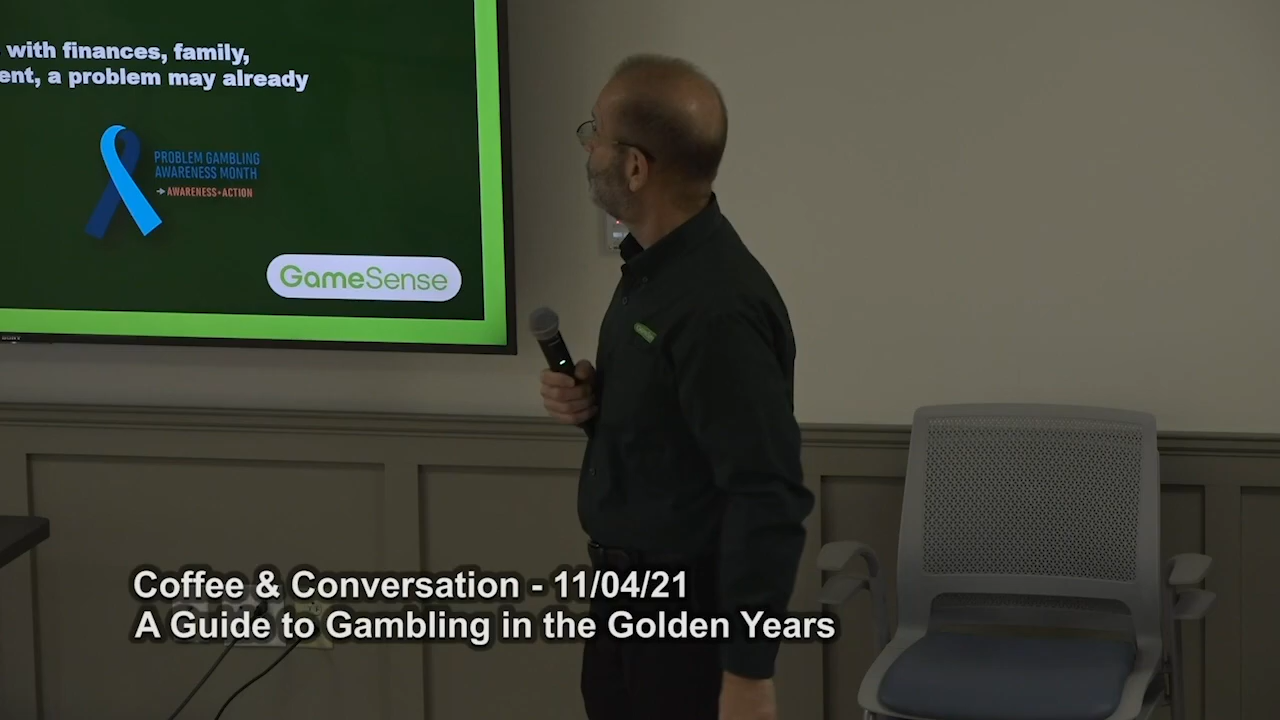 with finances, family,
ent, a problem may already
PROBLEM GAMBLING
AWARENESS MONTH
AWARENESS+ACTION
GameSense
SONY
Coffee & Conversation - 11/04/21
A Guide to Gambling in the Golden Years